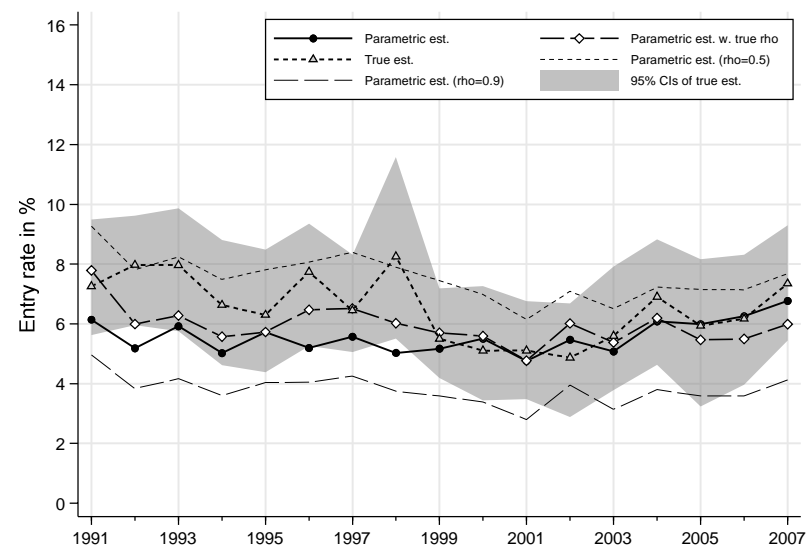 Parametric est.
Parametric est. w. true rho
True est.
Parametric est. (rho=0.5)
Parametric est. (rho=0.9)
95% CIs of true est.
Entry rate in %
16
14
12
10
8
6
4
2
0
1991 1993 1995 1997 1999 2001 2003 2005 2007